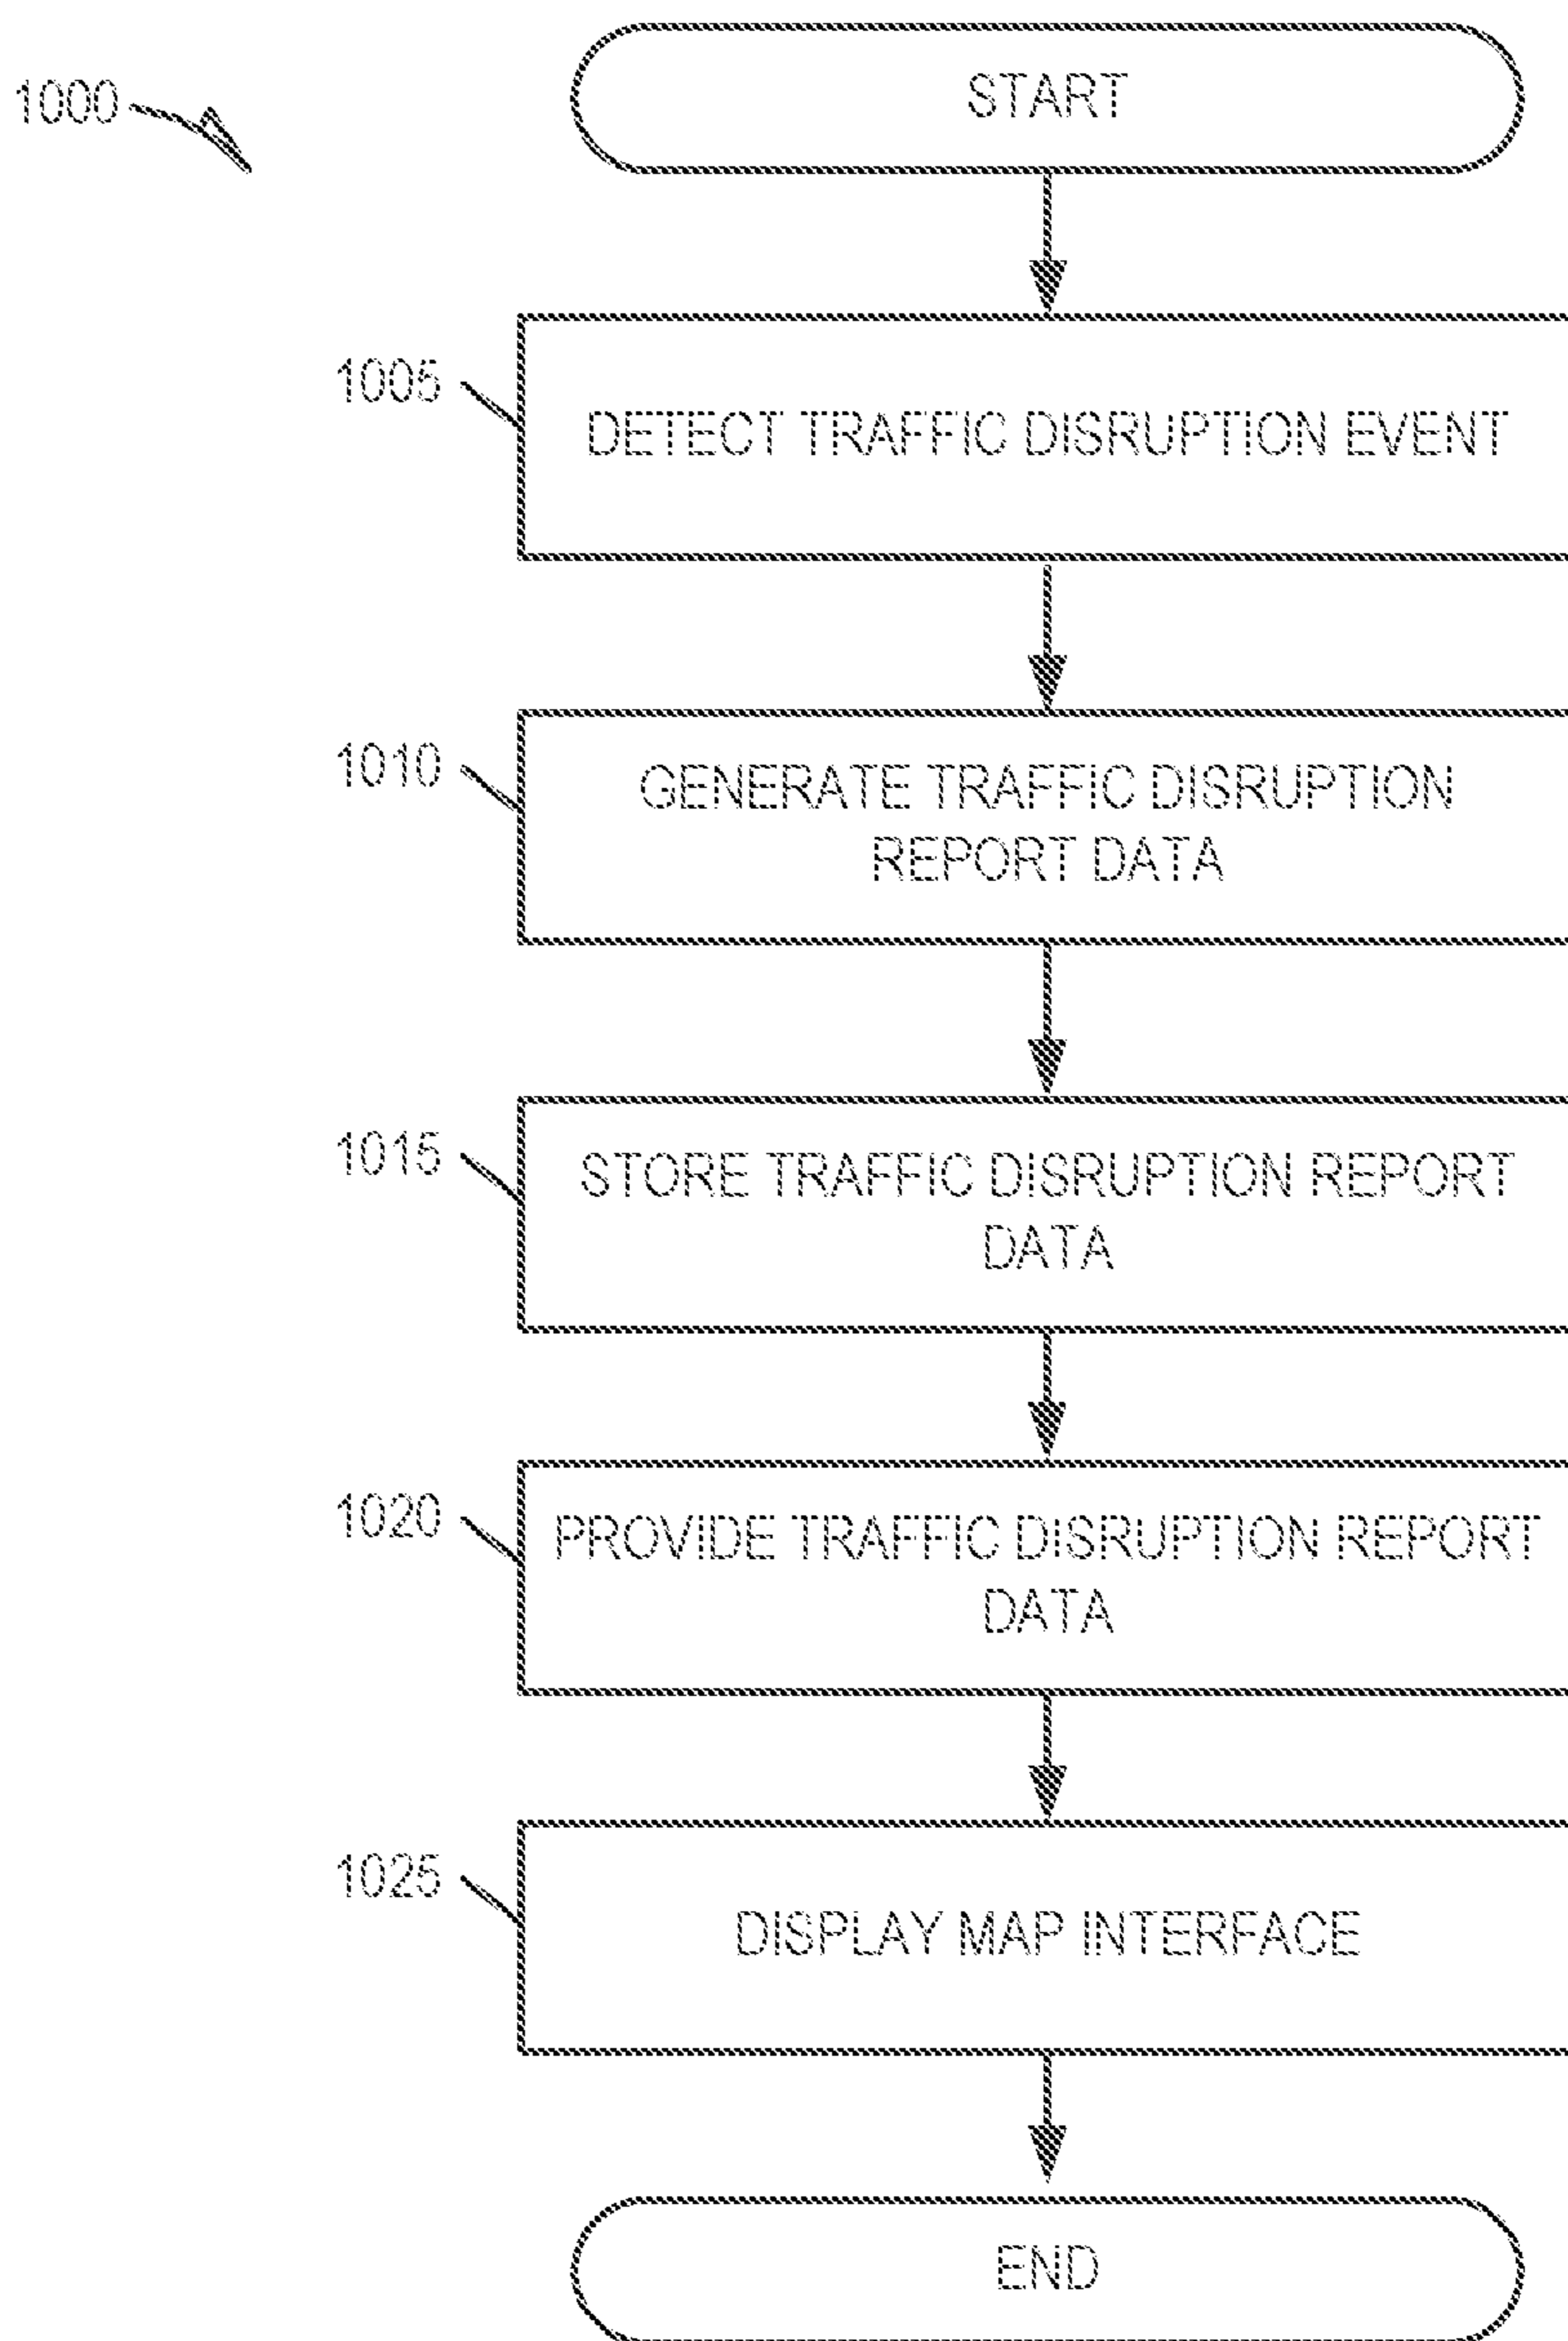 1000
START
1005
DETECT TRAFFIC DISRUPTION EVENT
1010
GENERATE TRAFFIC DISRUPTION
REPORT DATA
1015
STORE TRAFFIC DISRUPTION REPORT
DATA
1020
PROVIDE TRAFFIC DISRUPTION REPORT
DATA
1025
DISPLAY MAP INTERFACE
END